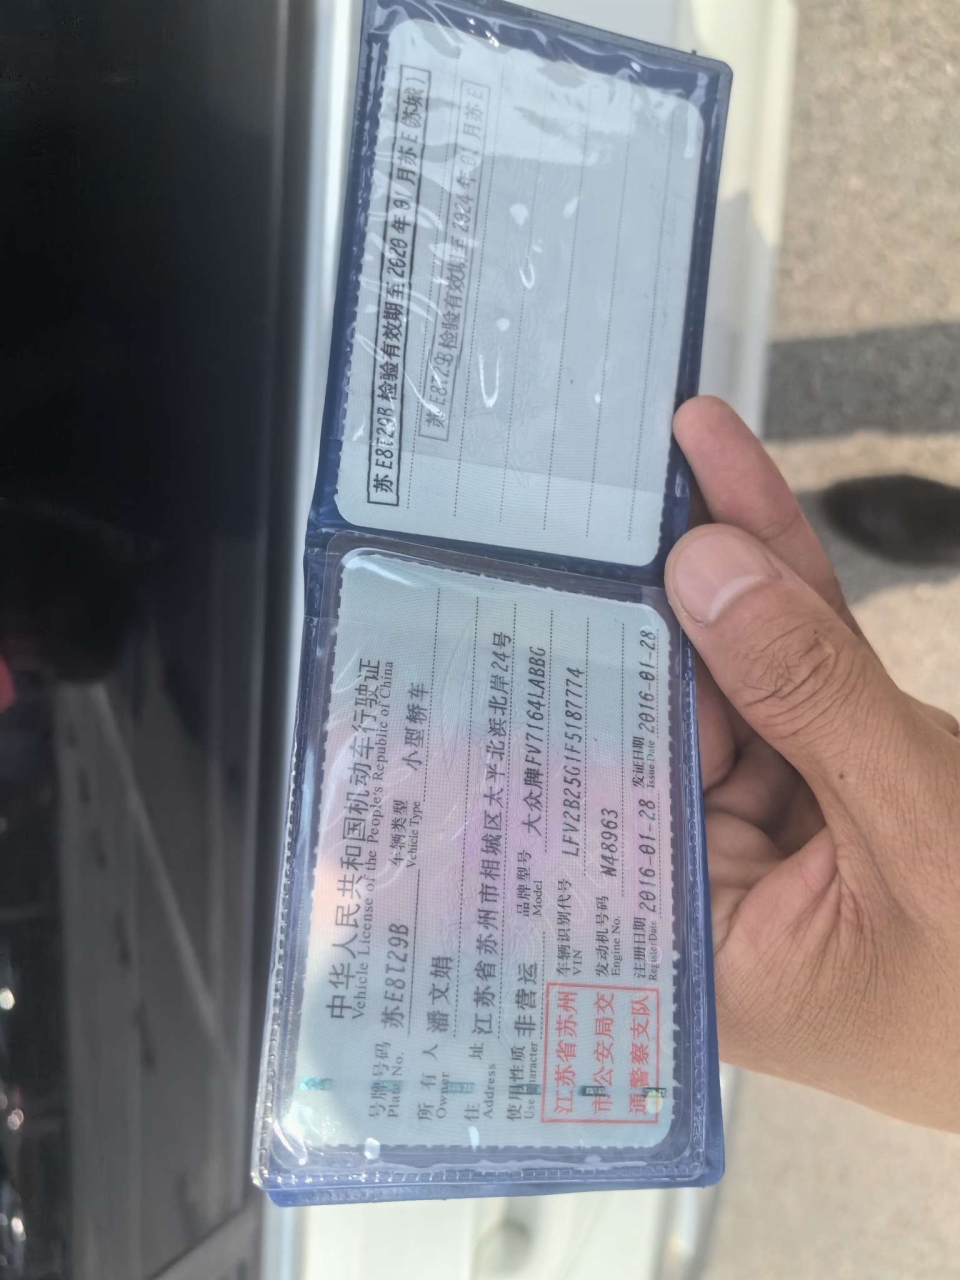 中华人民共和国机动车行驶证
Vehicle License of the People's Republic of China
号牌号码 苏E8T29B 车辆类型 小型轿车
Plate No. Vehicle Type
所有人 潘文娟
Owner
住址 江苏省苏州市相城区太平北浜北岸24号
Address
使用性质 非营运 品牌型号 大众牌FV7164LABBG
Use Character Model
江苏省苏州
市公安局交
通警察支队
车辆识别代号 LFV2B25G1F5187774
VIN
发动机号码 N48963
Engine No.
注册日期 2016-01-28 发证日期 2016-01-28
Register Date Issue Date
苏E8T29B检验有效期至2020年01月苏E(苏城)
苏E8T29B检验有效期至2024年01月苏E